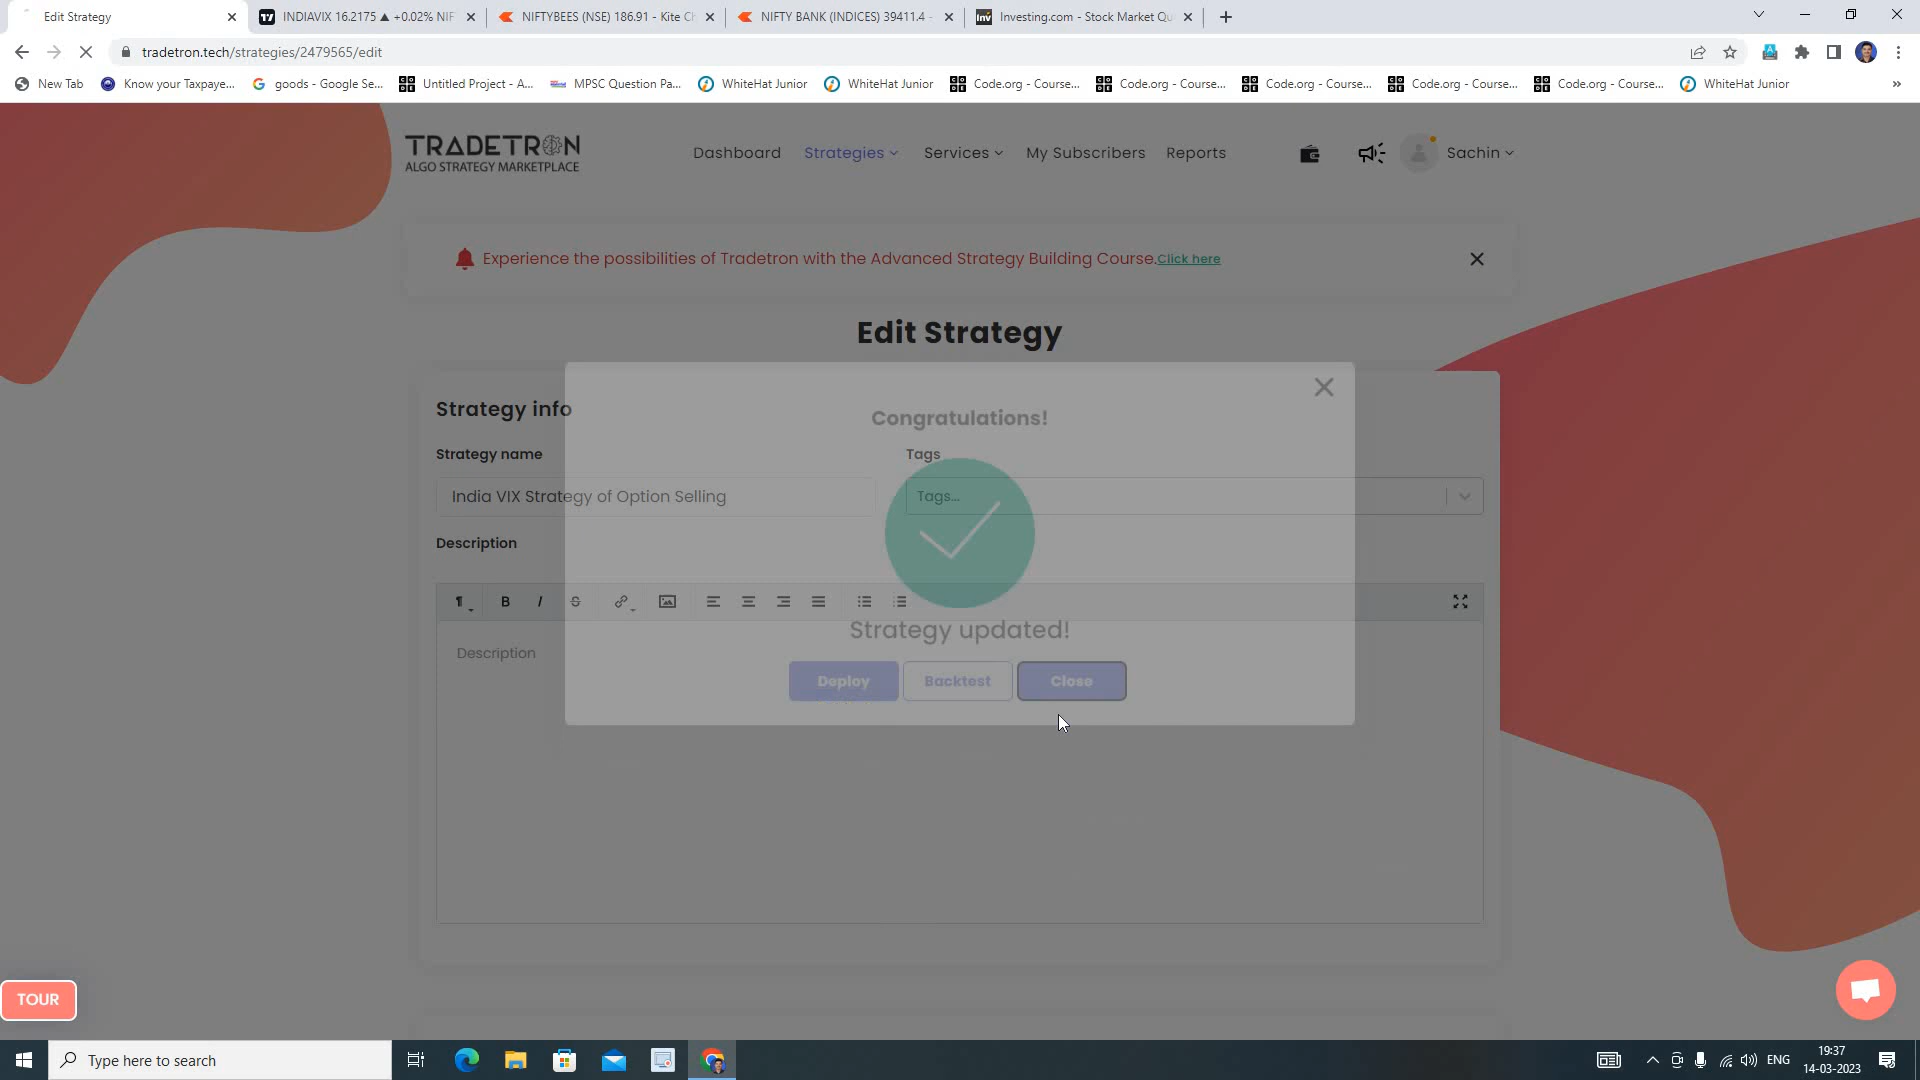 Edit Strategy
INDIAVIX 16.2175 ▲ +0.02% NIF
NIFTYBEES (NSE) 186.91 - Kite Ch
NIFTY BANK (INDICES) 39411.4 -
Inv
Investing.com - Stock Market Qu
tradetron.tech/strategies/2479565/edit
New Tab
Know your Taxpaye...
goods - Google Se...
Untitled Project - A...
MPSC Question Pa...
WhiteHat Junior
WhiteHat Junior
Code.org - Course...
Code.org - Course...
Code.org - Course...
Code.org - Course...
Code.org - Course...
WhiteHat Junior
»
TRADETRON
ALGO STRATEGY MARKETPLACE
Dashboard
Strategies
Services
My Subscribers
Reports
Sachin
Experience the possibilities of Tradetron with the Advanced Strategy Building Course.Click here
Edit Strategy
Strategy info
Congratulations!
Strategy name
Tags
India VIX Strategy of Option Selling
Tags...
Description
Strategy updated!
Description
Deploy
Backtest
Close
TOUR
Type here to search
ENG
19:37
14-03-2023